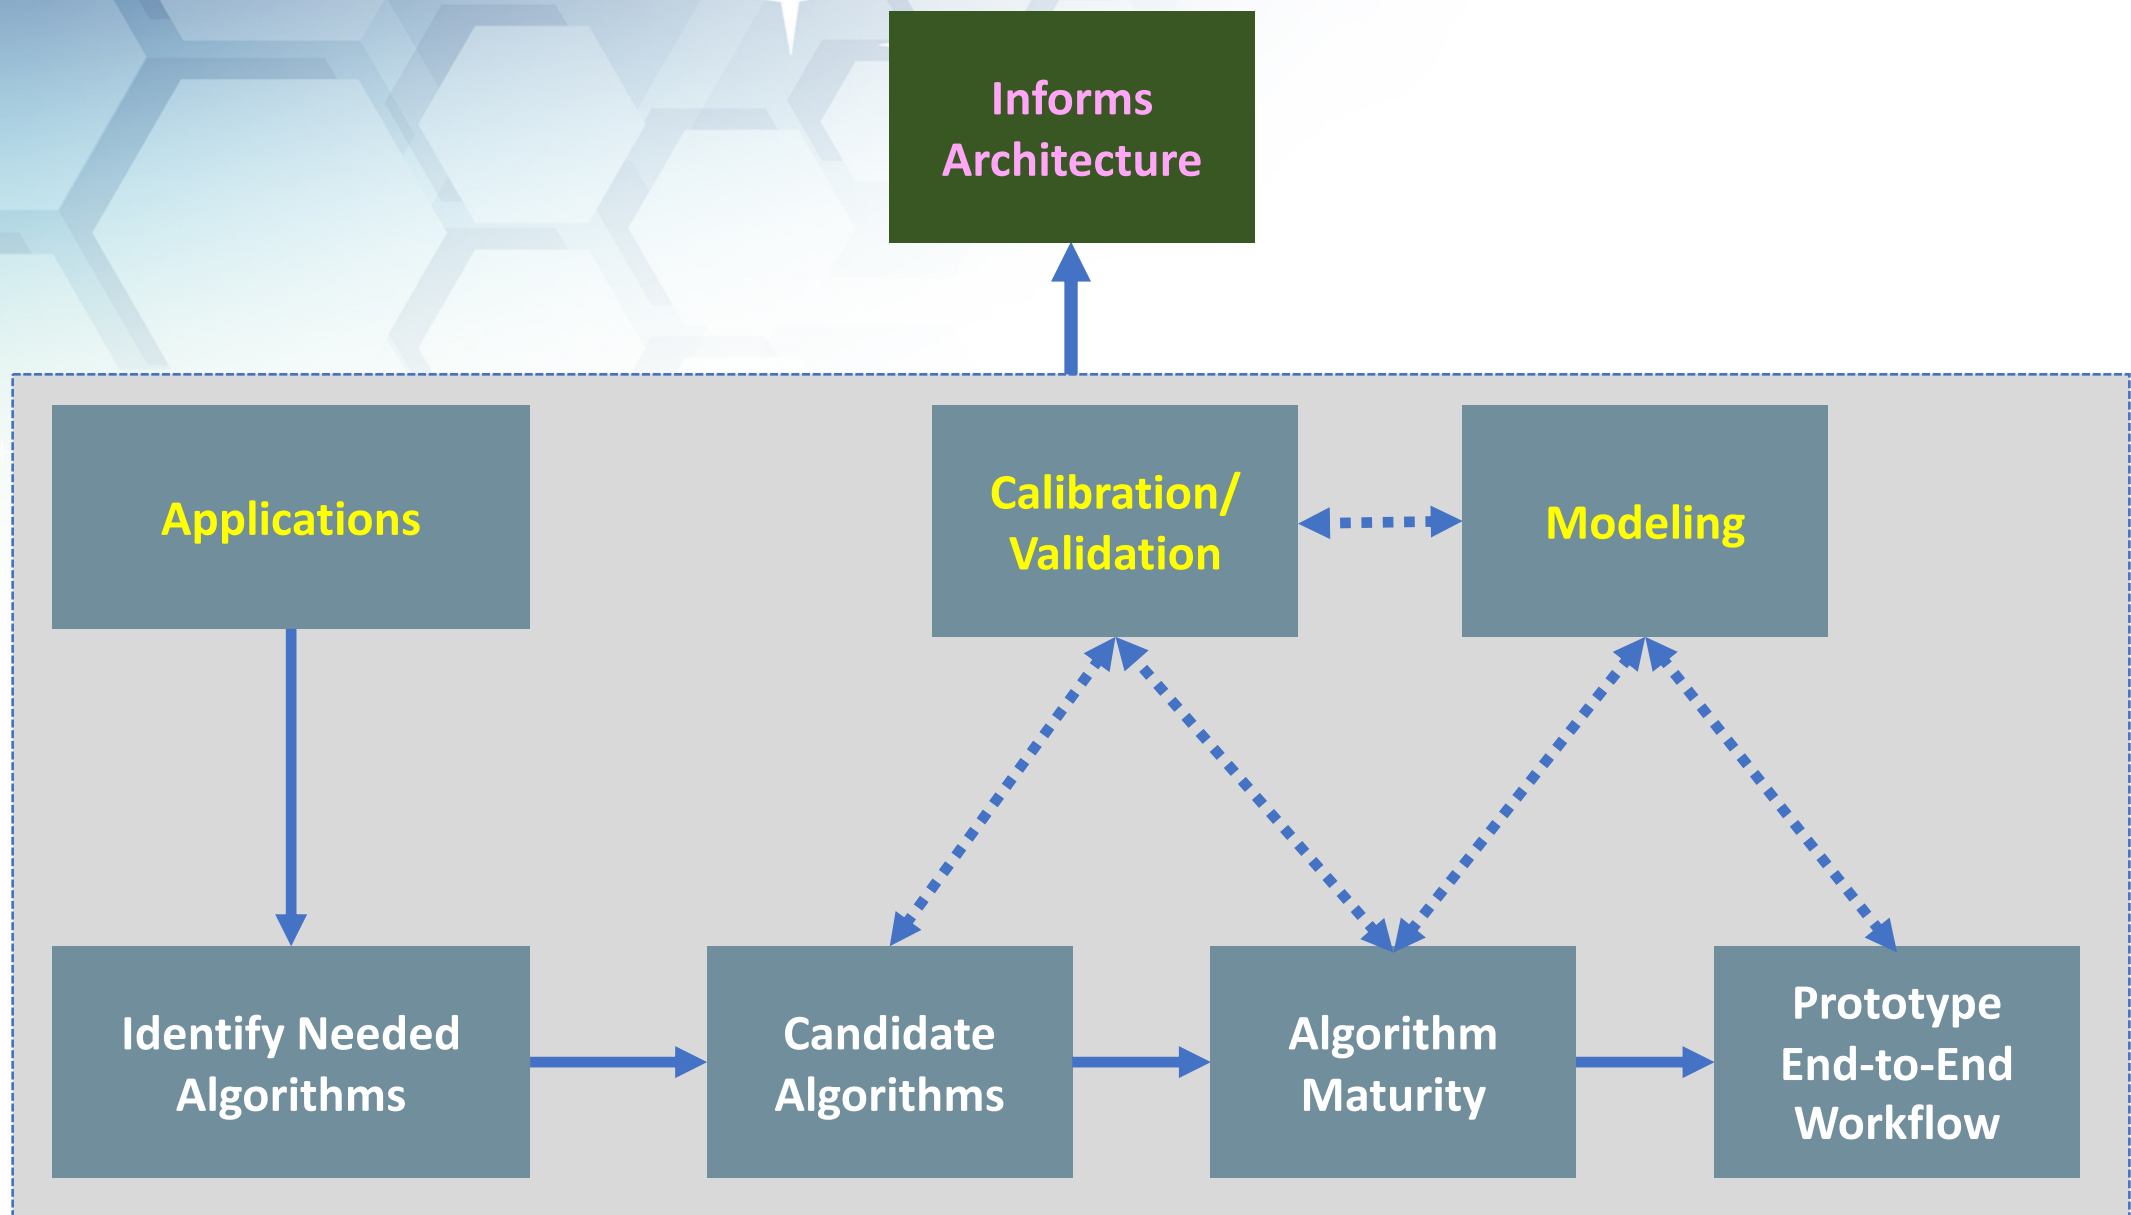 Informs
Architecture
Applications
Calibration/
Validation
Modeling
Identify Needed
Algorithms
Candidate
Algorithms
Algorithm
Maturity
Prototype
End-to-End
Workflow